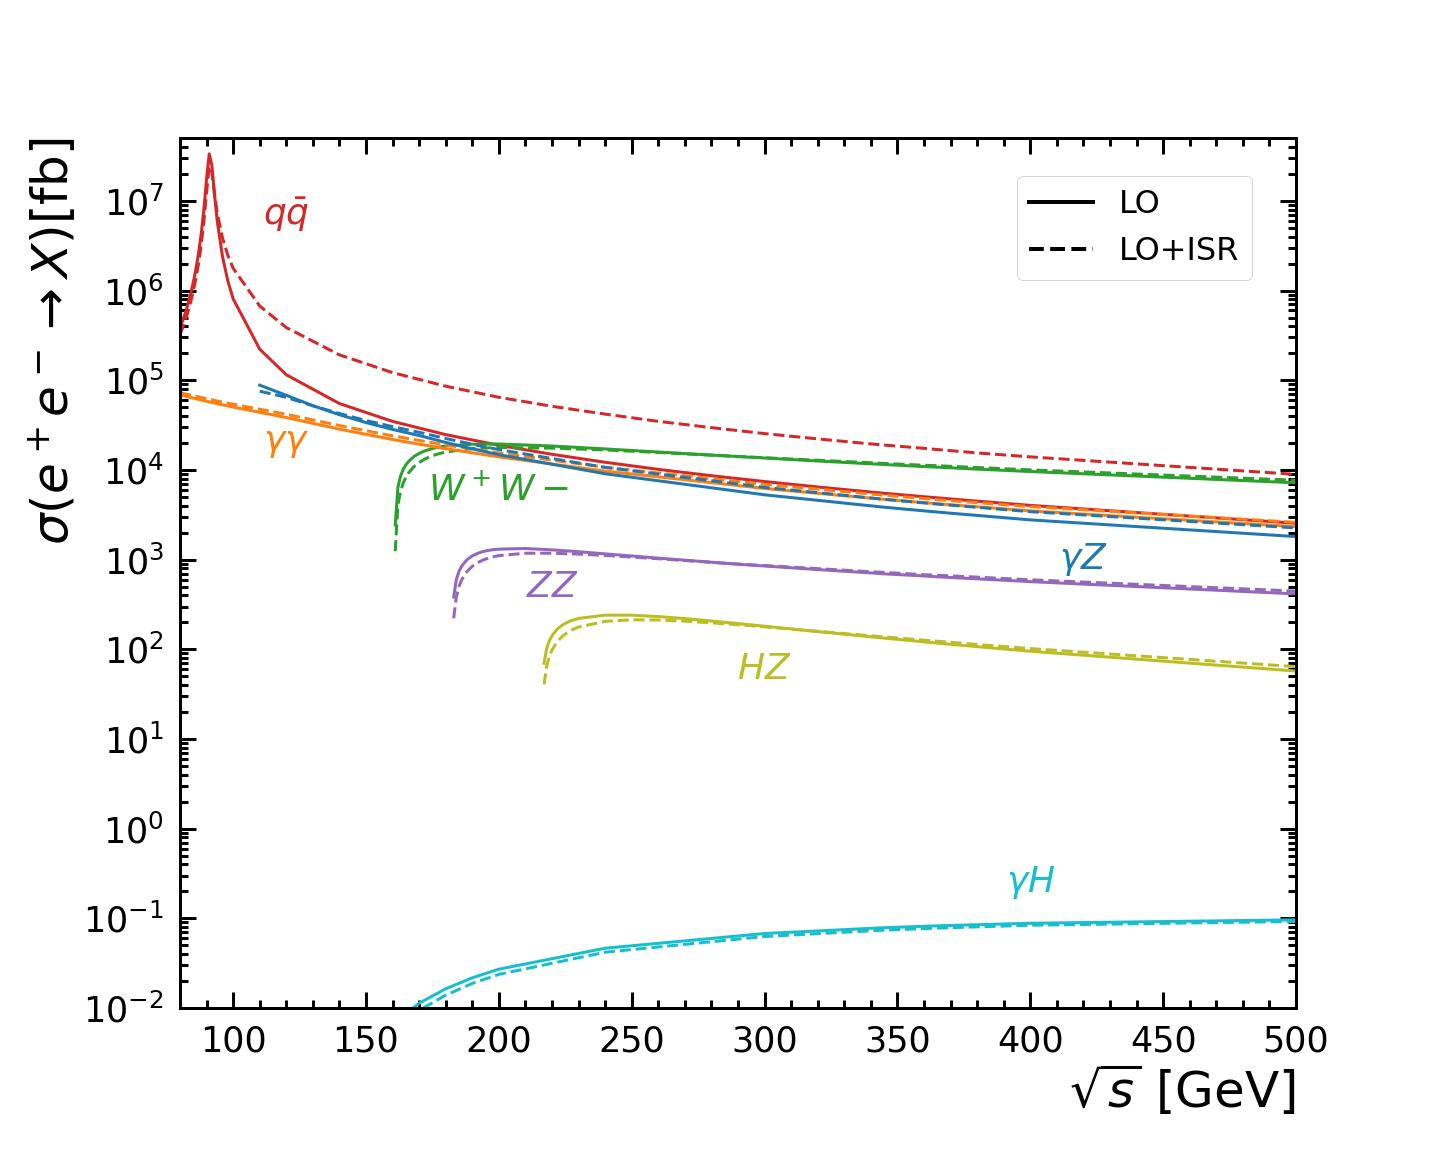 σ(e⁺e⁻ → X)[fb]
10⁷
10⁶
10⁵
10⁴
10³
10²
10¹
10⁰
10⁻¹
10⁻²
qq̄
LO
LO+ISR
γγ
W⁺W−
γZ
ZZ
HZ
γH
100 150 200 250 300 350 400 450 500
√s [GeV]